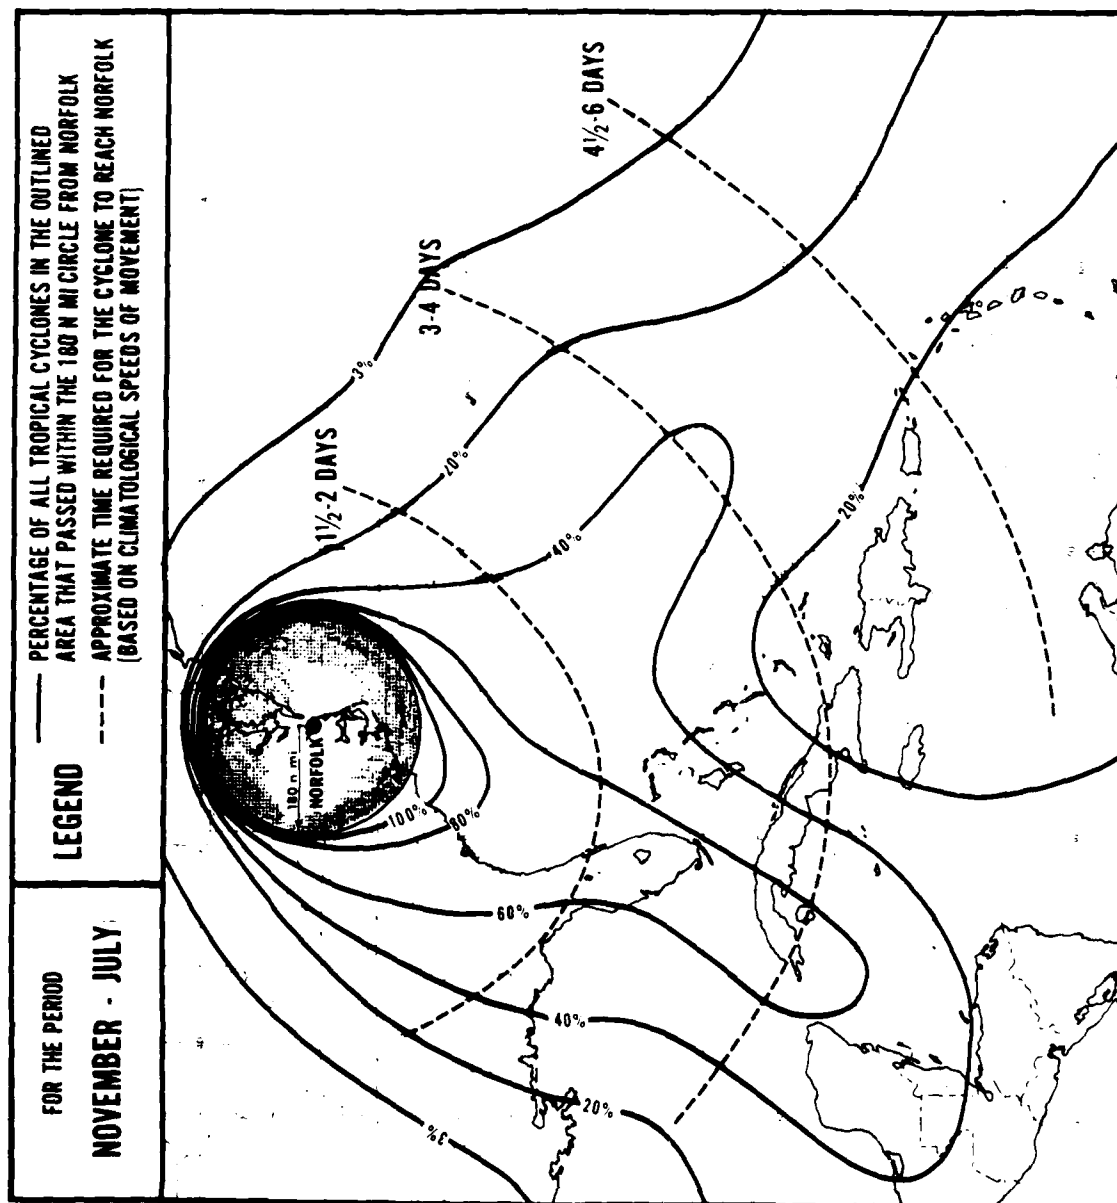 FOR THE PERIOD
NOVEMBER - JULY
LEGEND
PERCENTAGE OF ALL TROPICAL CYCLONES IN THE OUTLINED
AREA THAT PASSED WITHIN THE 180 N MI CIRCLE FROM NORFOLK
APPROXIMATE TIME REQUIRED FOR THE CYCLONE TO REACH NORFOLK
(BASED ON CLIMATOLOGICAL SPEEDS OF MOVEMENT)
180 n mi
NORFOLK
1½-2 DAYS
3-4 DAYS
4½-6 DAYS
3%
20%
40%
100%
80%
60%
40%
20%
3%
20%